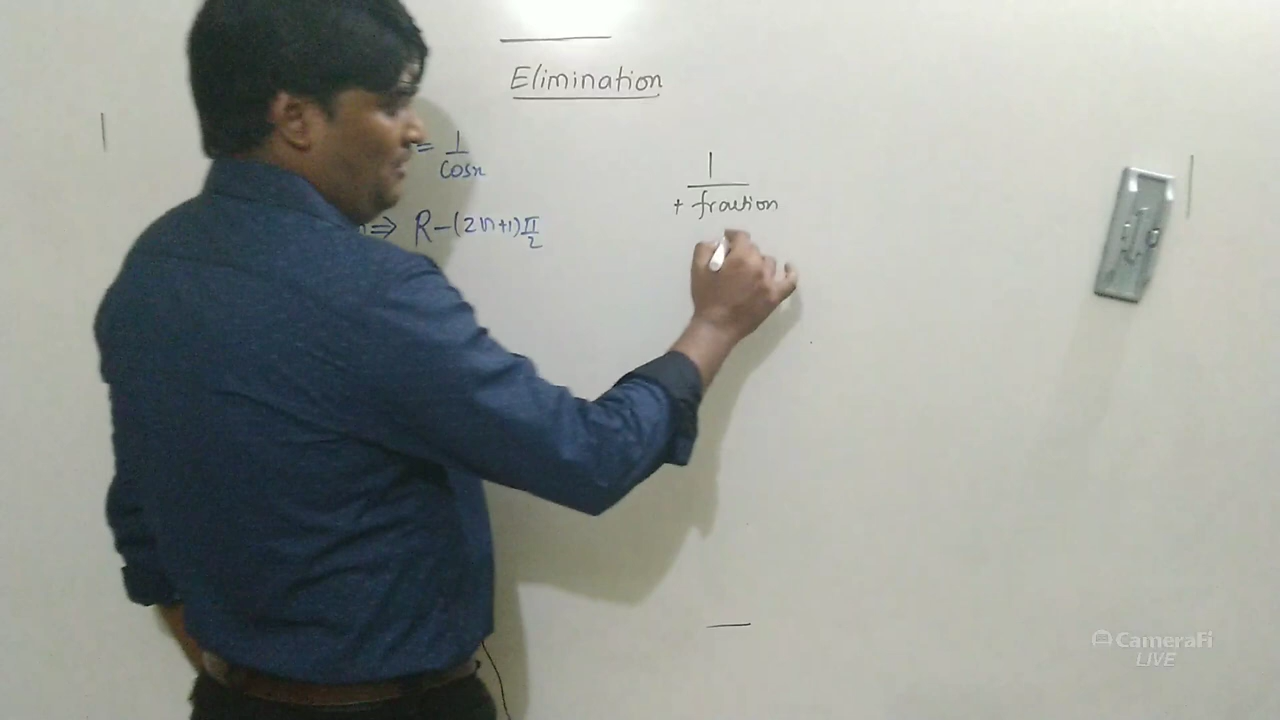 Elimination
= 1/cosx
⇒ R-(2n+1)π/2
1
+ fraction
CameraFi
LIVE